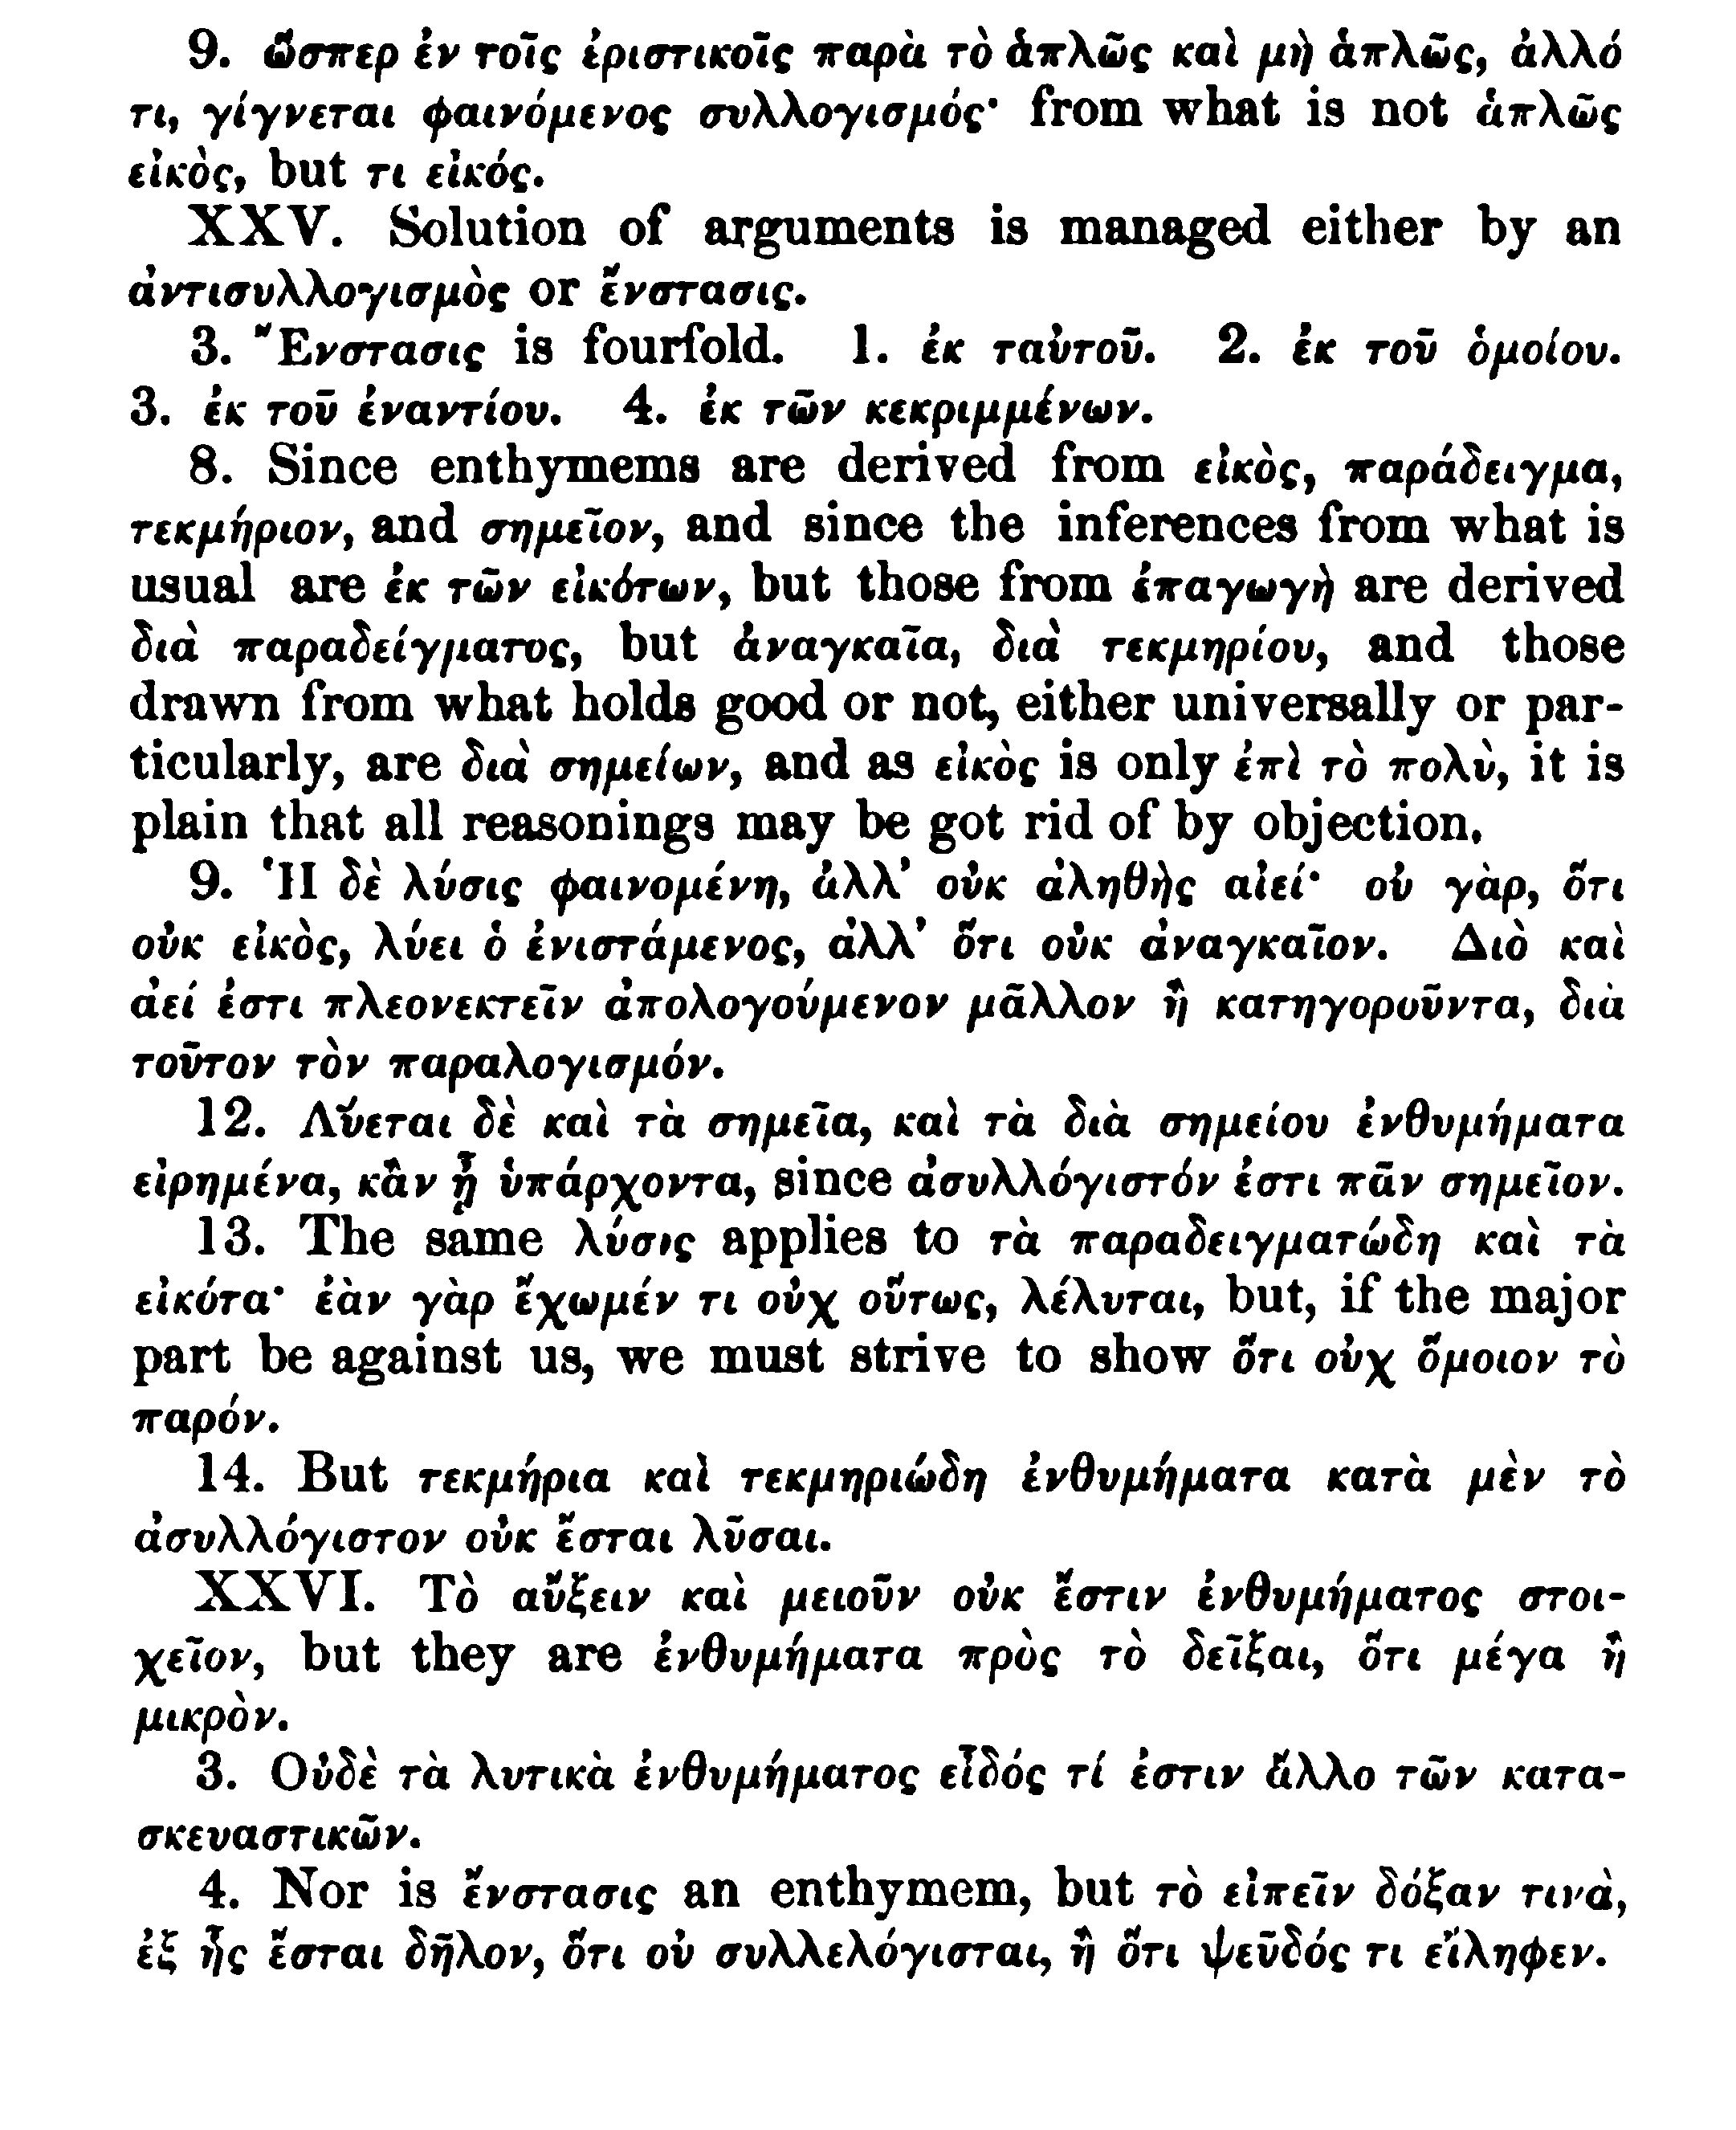 9. ὥσπερ ἐν τοῖς ἐριστικοῖς παρὰ τὸ ἁπλῶς καὶ μὴ ἁπλῶς, ἀλλό
τι, γίγνεται φαινόμενος συλλογισμός· from what is not ἁπλῶς
εἰκὸς, but τι εἰκός.
XXV. Solution of arguments is managed either by an
ἀντισυλλογισμὸς or ἔνστασις.
3. Ἔνστασις is fourfold. 1. ἐκ ταὐτοῦ. 2. ἐκ τοῦ ὁμοίου.
3. ἐκ τοῦ ἐναντίου. 4. ἐκ τῶν κεκριμμένων.
8. Since enthymems are derived from εἰκὸς, παράδειγμα,
τεκμήριον, and σημεῖον, and since the inferences from what is
usual are ἐκ τῶν εἰκότων, but those from ἐπαγωγὴ are derived
διὰ παραδείγματος, but ἀναγκαῖα, διὰ τεκμηρίου, and those
drawn from what holds good or not, either universally or par-
ticularly, are διὰ σημείων, and as εἰκὸς is only ἐπὶ τὸ πολὺ, it is
plain that all reasonings may be got rid of by objection.
9. Ἡ δὲ λύσις φαινομένη, ἀλλ’ οὐκ ἀληθὴς αἰεί· οὐ γὰρ, ὅτι
οὐκ εἰκὸς, λύει ὁ ἐνιστάμενος, ἀλλ’ ὅτι οὐκ ἀναγκαῖον. Διὸ καὶ
ἀεί ἐστι πλεονεκτεῖν ἀπολογούμενον μᾶλλον ἢ κατηγοροῦντα, διὰ
τοῦτον τὸν παραλογισμόν.
12. Λύεται δὲ καὶ τὰ σημεῖα, καὶ τὰ διὰ σημείου ἐνθυμήματα
εἰρημένα, κἂν ᾖ ὑπάρχοντα, since ἀσυλλόγιστόν ἐστι πᾶν σημεῖον.
13. The same λύσις applies to τὰ παραδειγματώδη καὶ τὰ
εἰκότα· ἐὰν γὰρ ἔχωμέν τι οὐχ οὕτως, λέλυται, but, if the major
part be against us, we must strive to show ὅτι οὐχ ὅμοιον τὸ
παρόν.
14. But τεκμήρια καὶ τεκμηριώδη ἐνθυμήματα κατὰ μὲν τὸ
ἀσυλλόγιστον οὐκ ἔσται λῦσαι.
XXVI. Τὸ αὔξειν καὶ μειοῦν οὐκ ἔστιν ἐνθυμήματος στοι-
χεῖον, but they are ἐνθυμήματα πρὸς τὸ δεῖξαι, ὅτι μέγα ἢ
μικρὸν.
3. Οὐδὲ τὰ λυτικὰ ἐνθυμήματος εἶδός τί ἐστιν ἄλλο τῶν κατα-
σκευαστικῶν.
4. Nor is ἔνστασις an enthymem, but τὸ εἰπεῖν δόξαν τινὰ,
ἐξ ἧς ἔσται δῆλον, ὅτι οὐ συλλελόγισται, ἢ ὅτι ψεῦδός τι εἴληφεν.